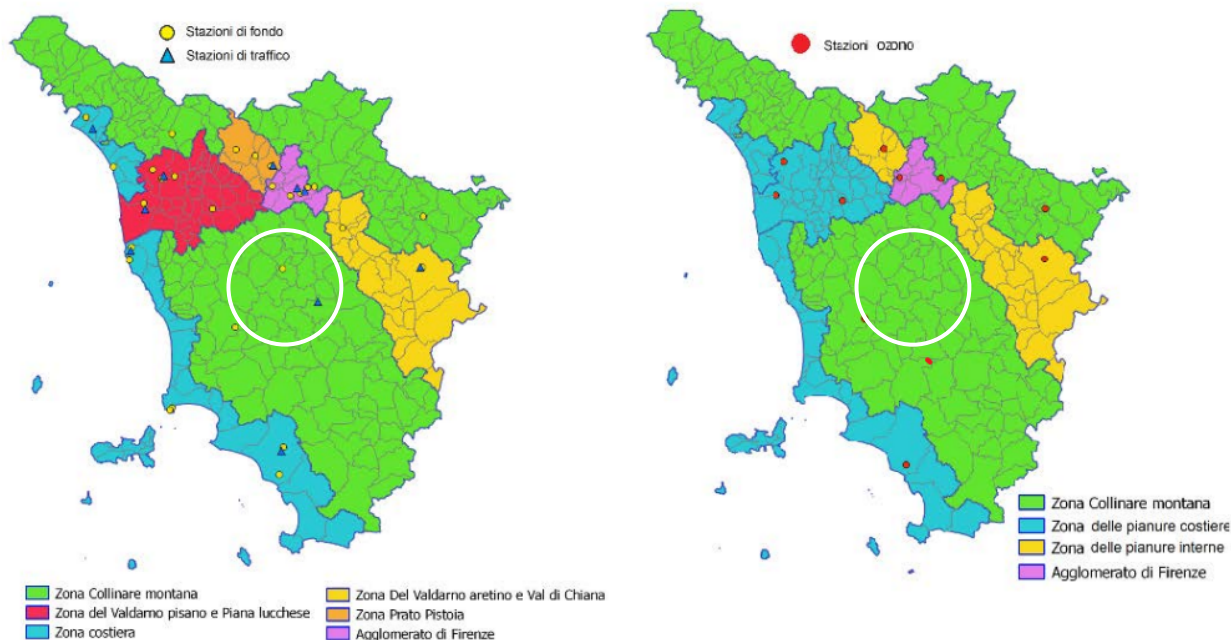 Stazioni di fondo
Stazioni di traffico
Stazioni ozono
Zona Collinare montana
Zona del Valdarno pisano e Piana lucchese
Zona costiera
Zona Del Valdarno aretino e Val di Chiana
Zona Prato Pistoia
Agglomerato di Firenze
Zona Collinare montana
Zona delle pianure costiere
Zona delle pianure interne
Agglomerato di Firenze